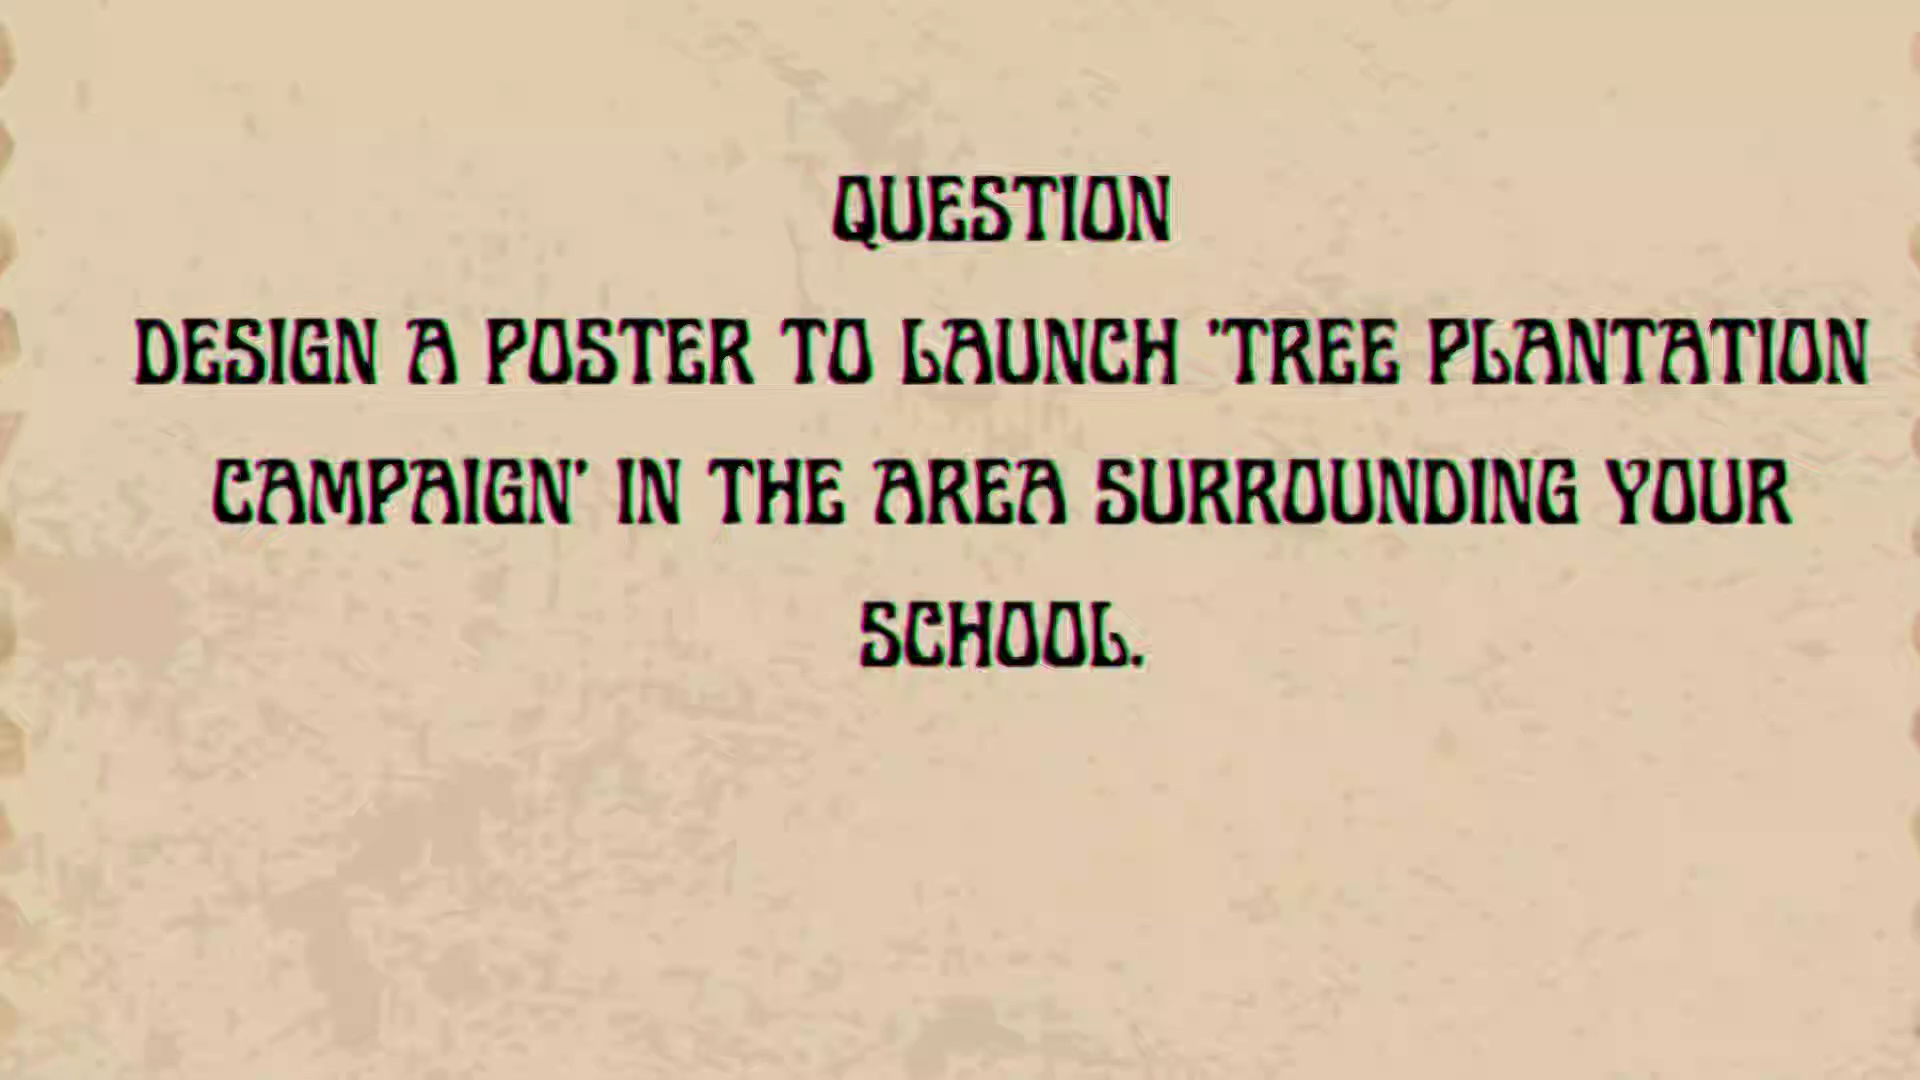 QUESTION
DESIGN A POSTER TO LAUNCH 'TREE PLANTATION
CAMPAIGN' IN THE AREA SURROUNDING YOUR
SCHOOL.